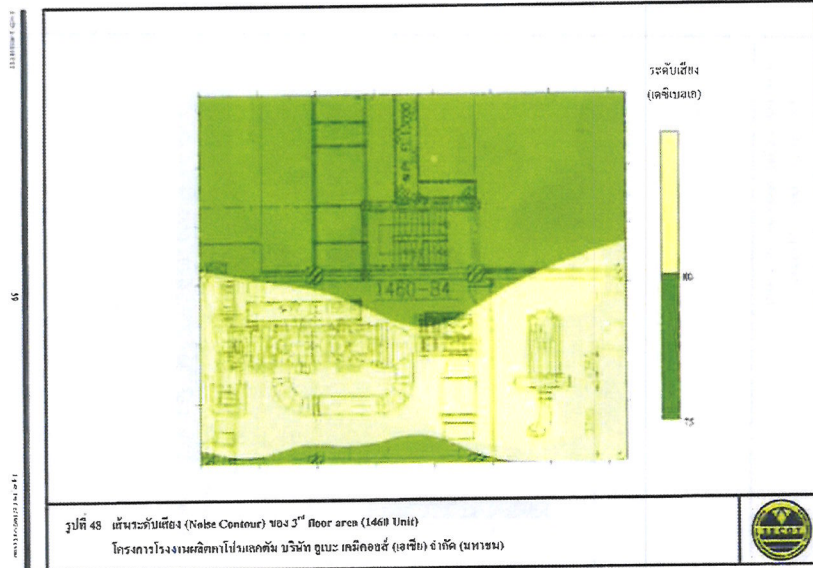 ระดับเสียง
(เดซิเบลเอ)
80
75
1460-84
รูปที่ 48 เส้นระดับเสียง (Noise Contour) ของ 3rd floor area (1460 Unit)
โครงการโรงงานผลิตคาโปรแลคตัม บริษัท อูเบะ เคมิคอลส์ (เอเชีย) จำกัด (มหาชน)
SECOT
59